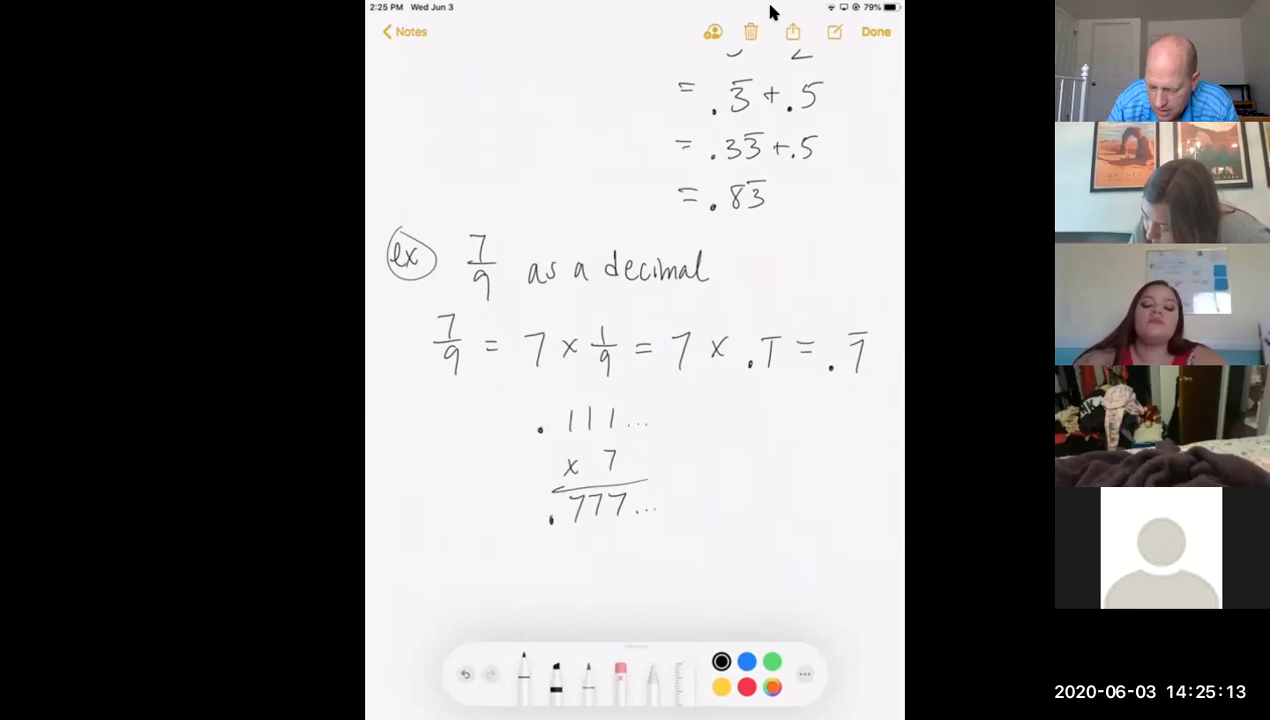 2:25 PM Wed Jun 3
79%
Notes
Done
= .3̅ + .5
= .33̅ + .5
= .83̅
ex 7/9 as a decimal
7/9 = 7 × 1/9 = 7 × .1̅ = .7̅
.111...
x 7
.777...
2020-06-03 14:25:13